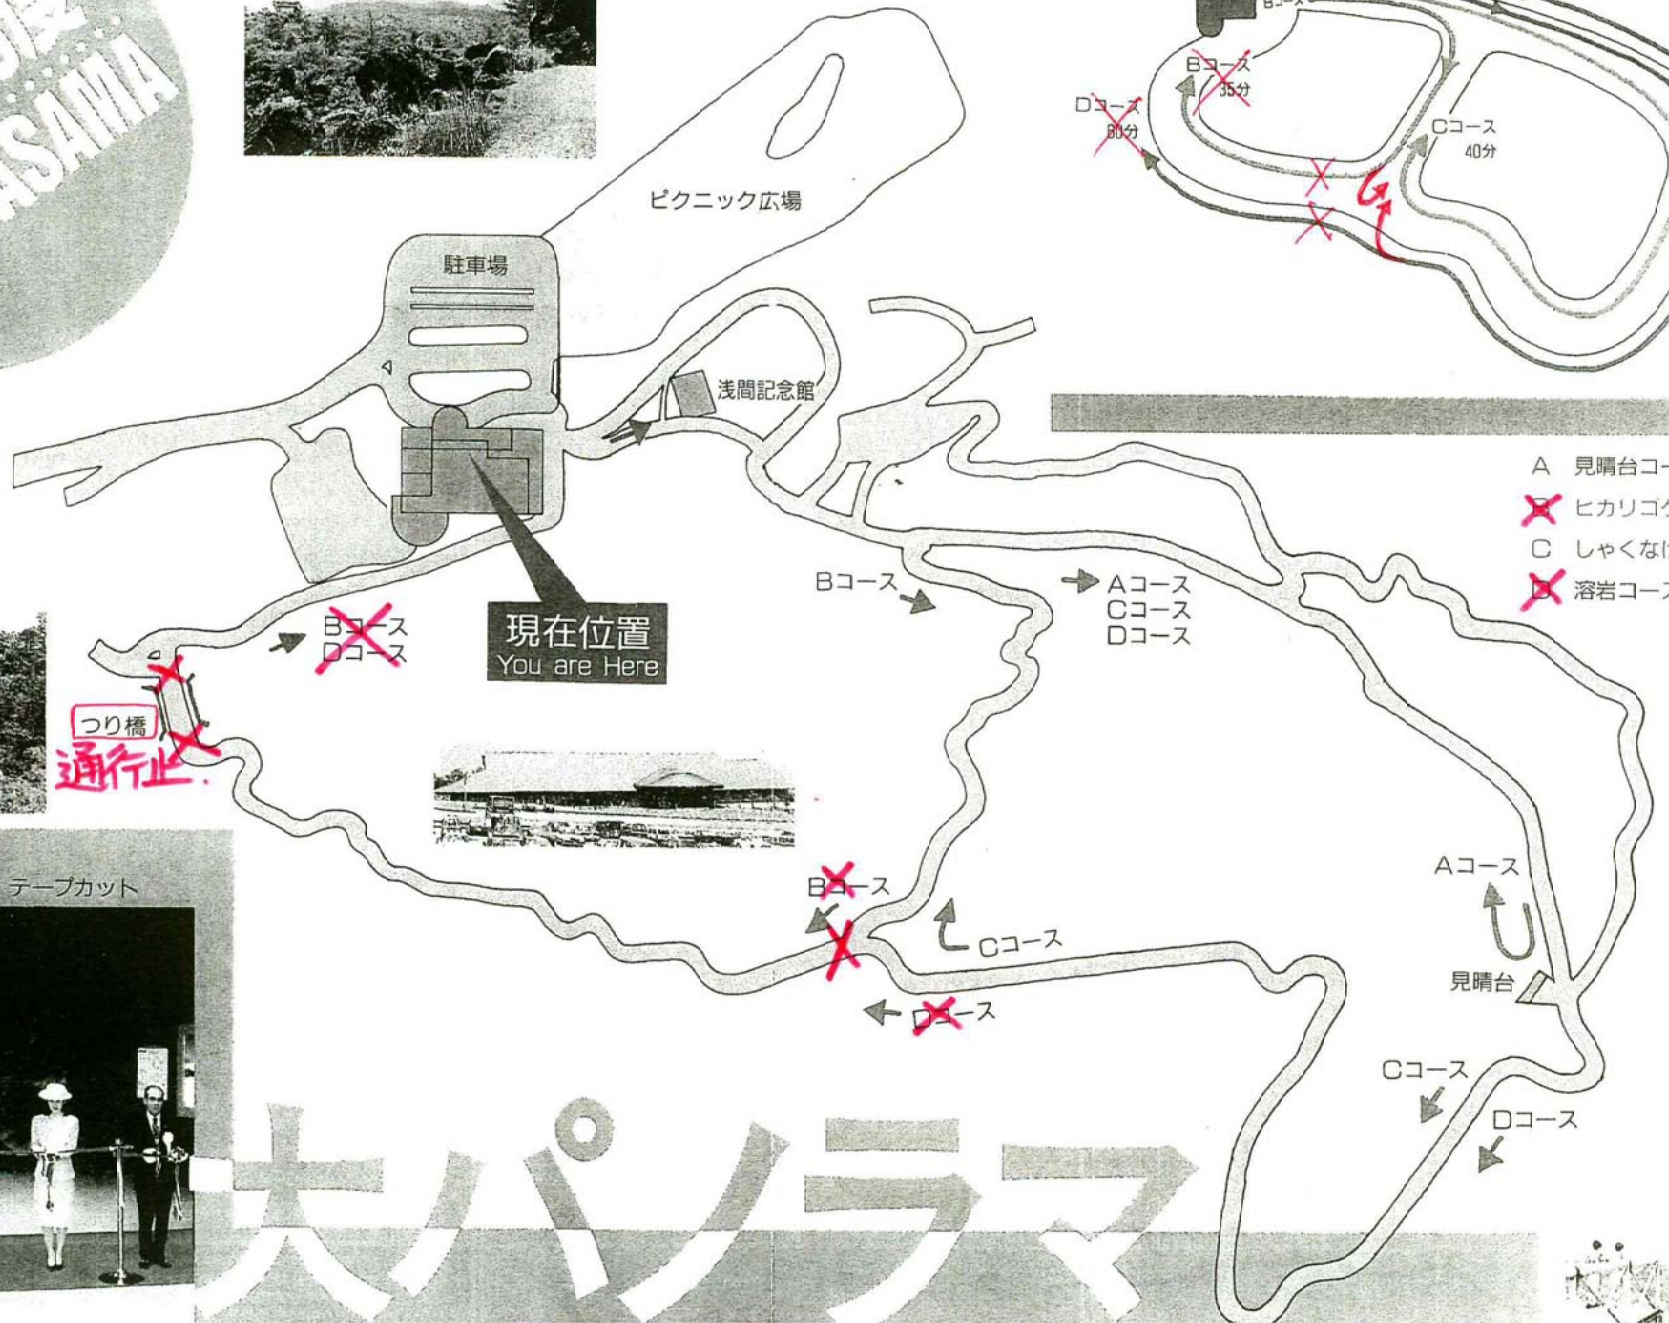 ASAMA
Bコース
35分
Dコース
80分
Cコース
40分
ピクニック広場
駐車場
浅間記念館
A 見晴台コー
B ヒカリゴケ
C しゃくなげ
D 溶岩コース
Bコース
Aコース
Cコース
Dコース
現在位置
You are Here
Bコース
Dコース
つり橋
通行止.
テープカット
Bコース
Cコース
Dコース
Aコース
見晴台
Cコース
Dコース
大パノラマ